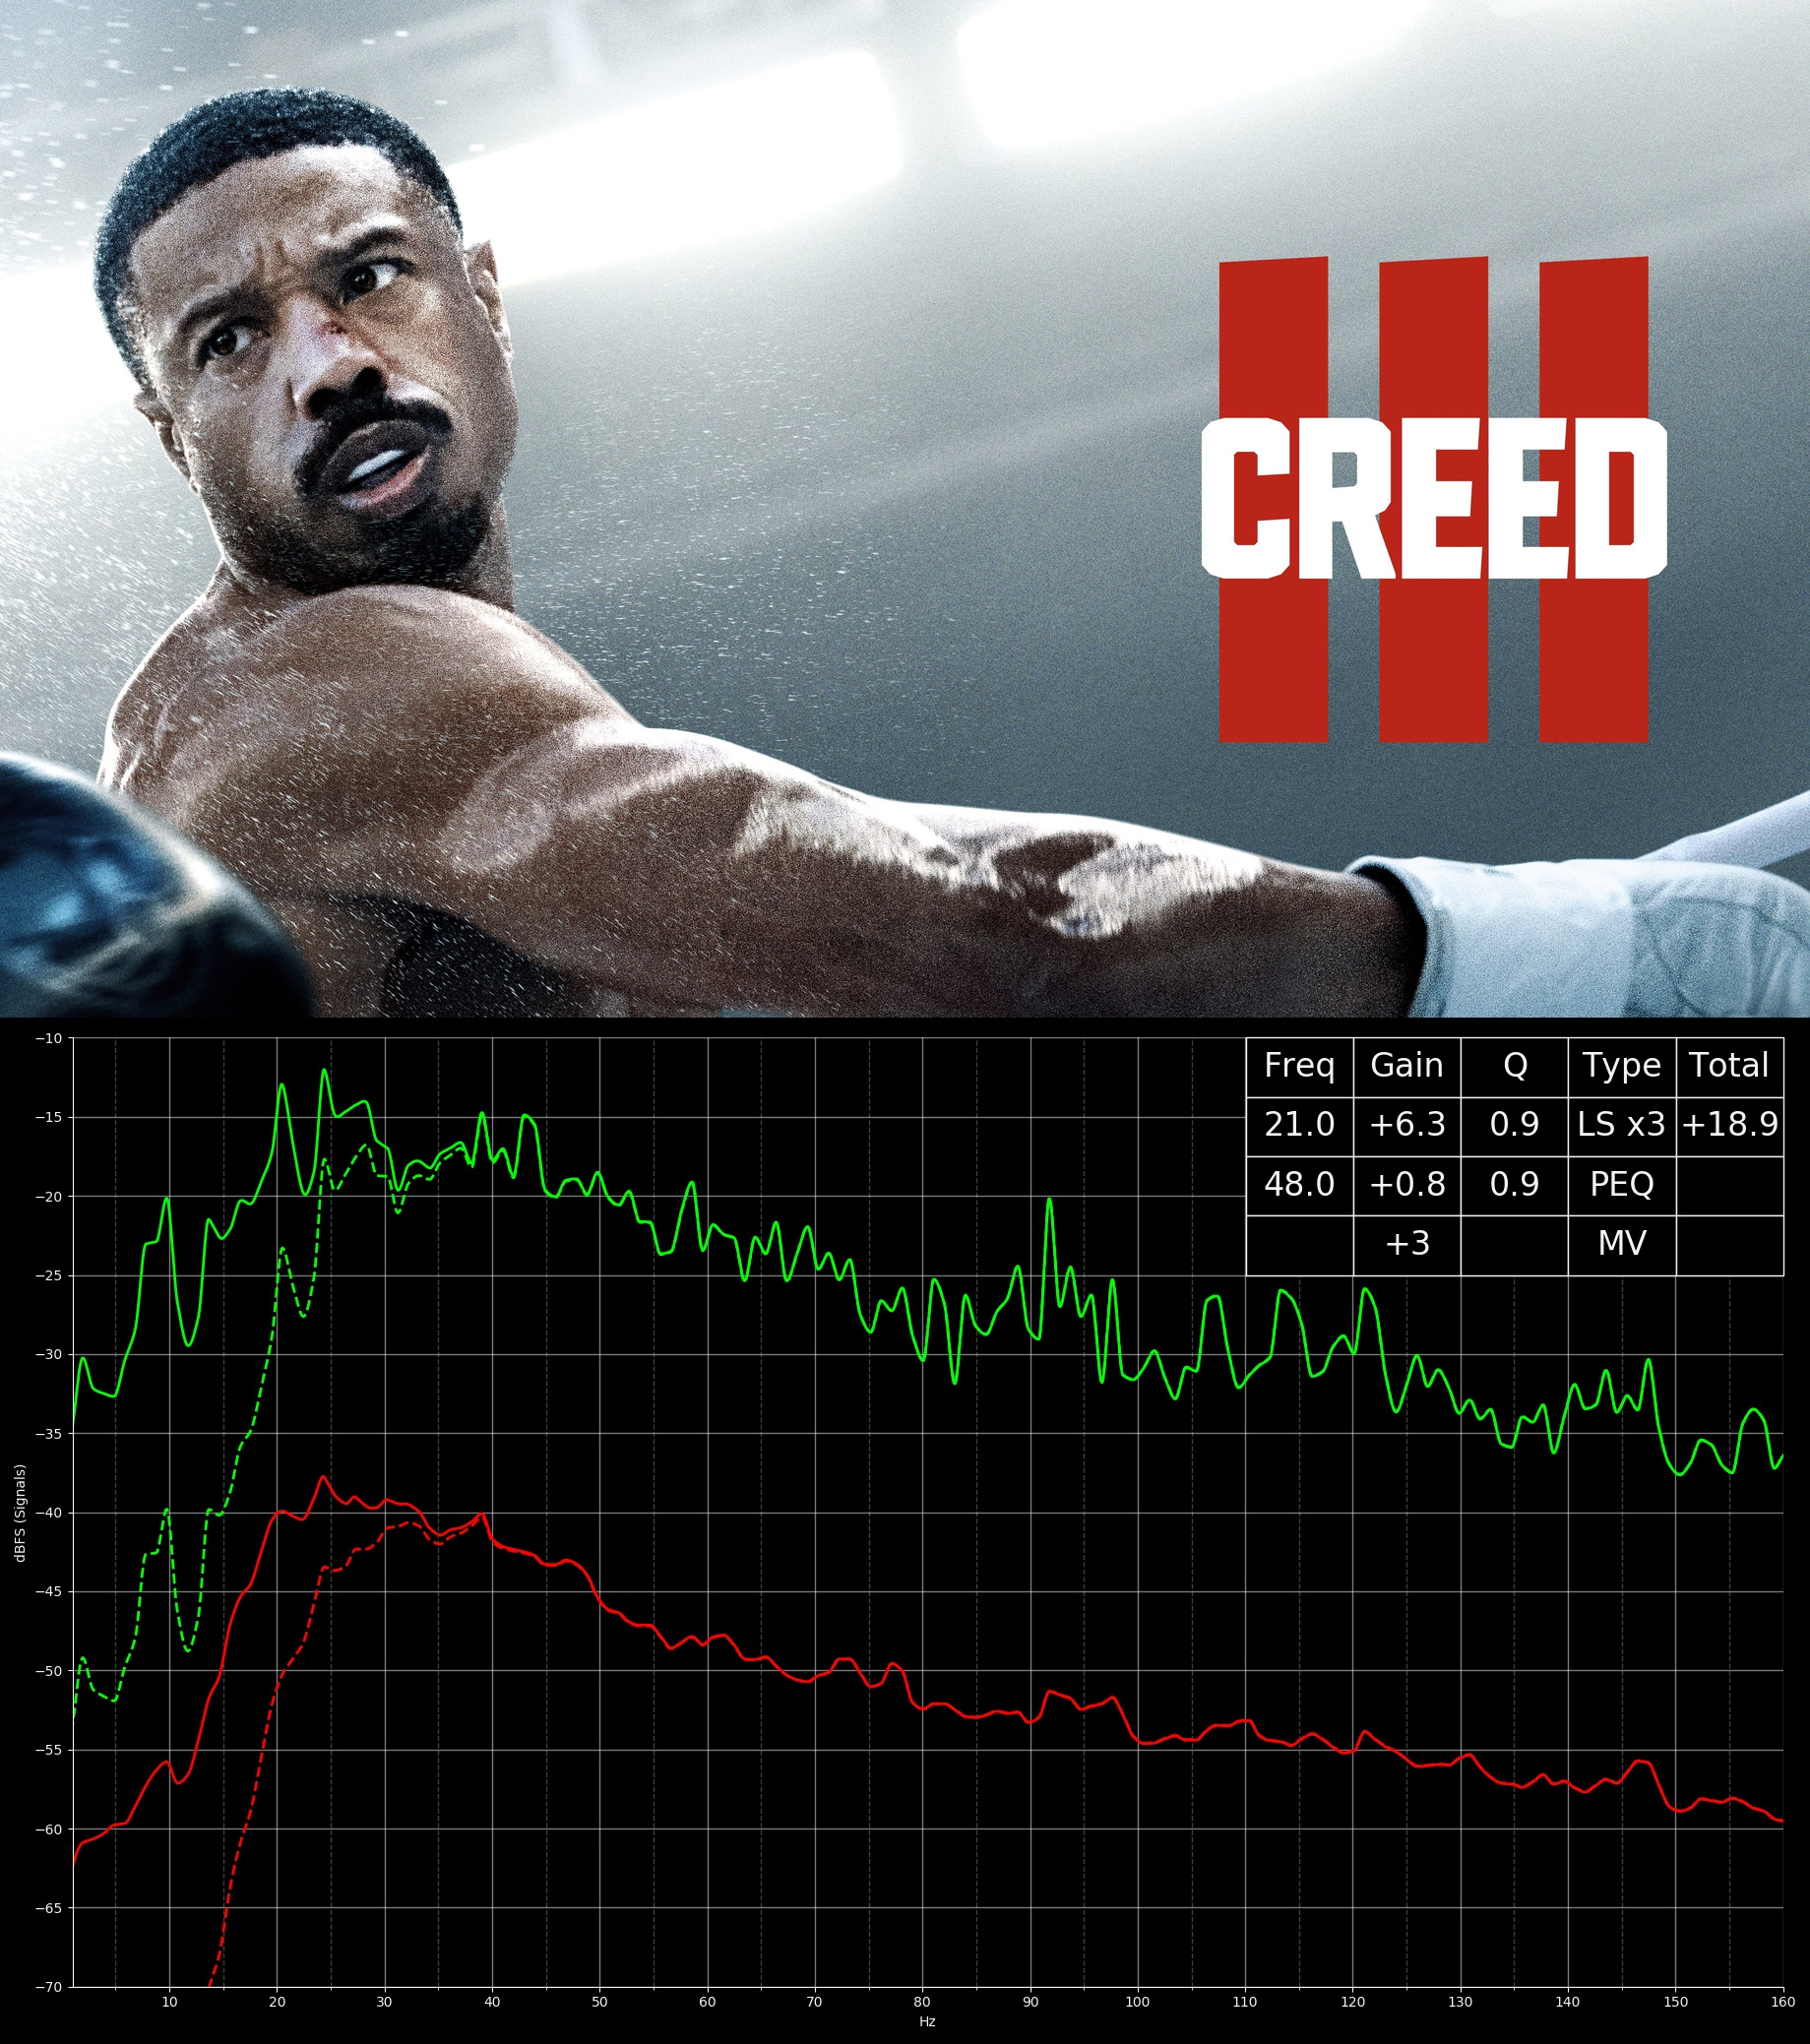 CREED
Freq Gain Q Type Total
21.0 +6.3 0.9 LS x3 +18.9
48.0 +0.8 0.9 PEQ
+3 MV
−10
−15
−20
−25
−30
−35
−40
−45
−50
−55
−60
−65
−70
dBFS (Signals)
10 20 30 40 50 60 70 80 90 100 110 120 130 140 150 160
Hz